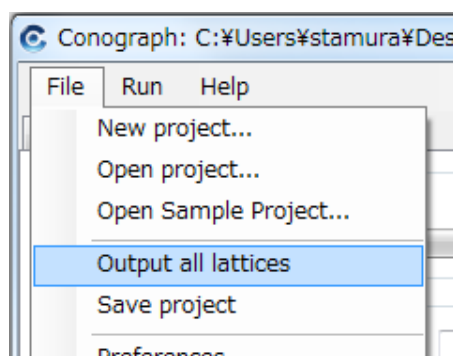 Conograph: C:¥Users¥stamura¥Des
File Run Help
New project...
Open project...
Open Sample Project...
Output all lattices
Save project
Preferences